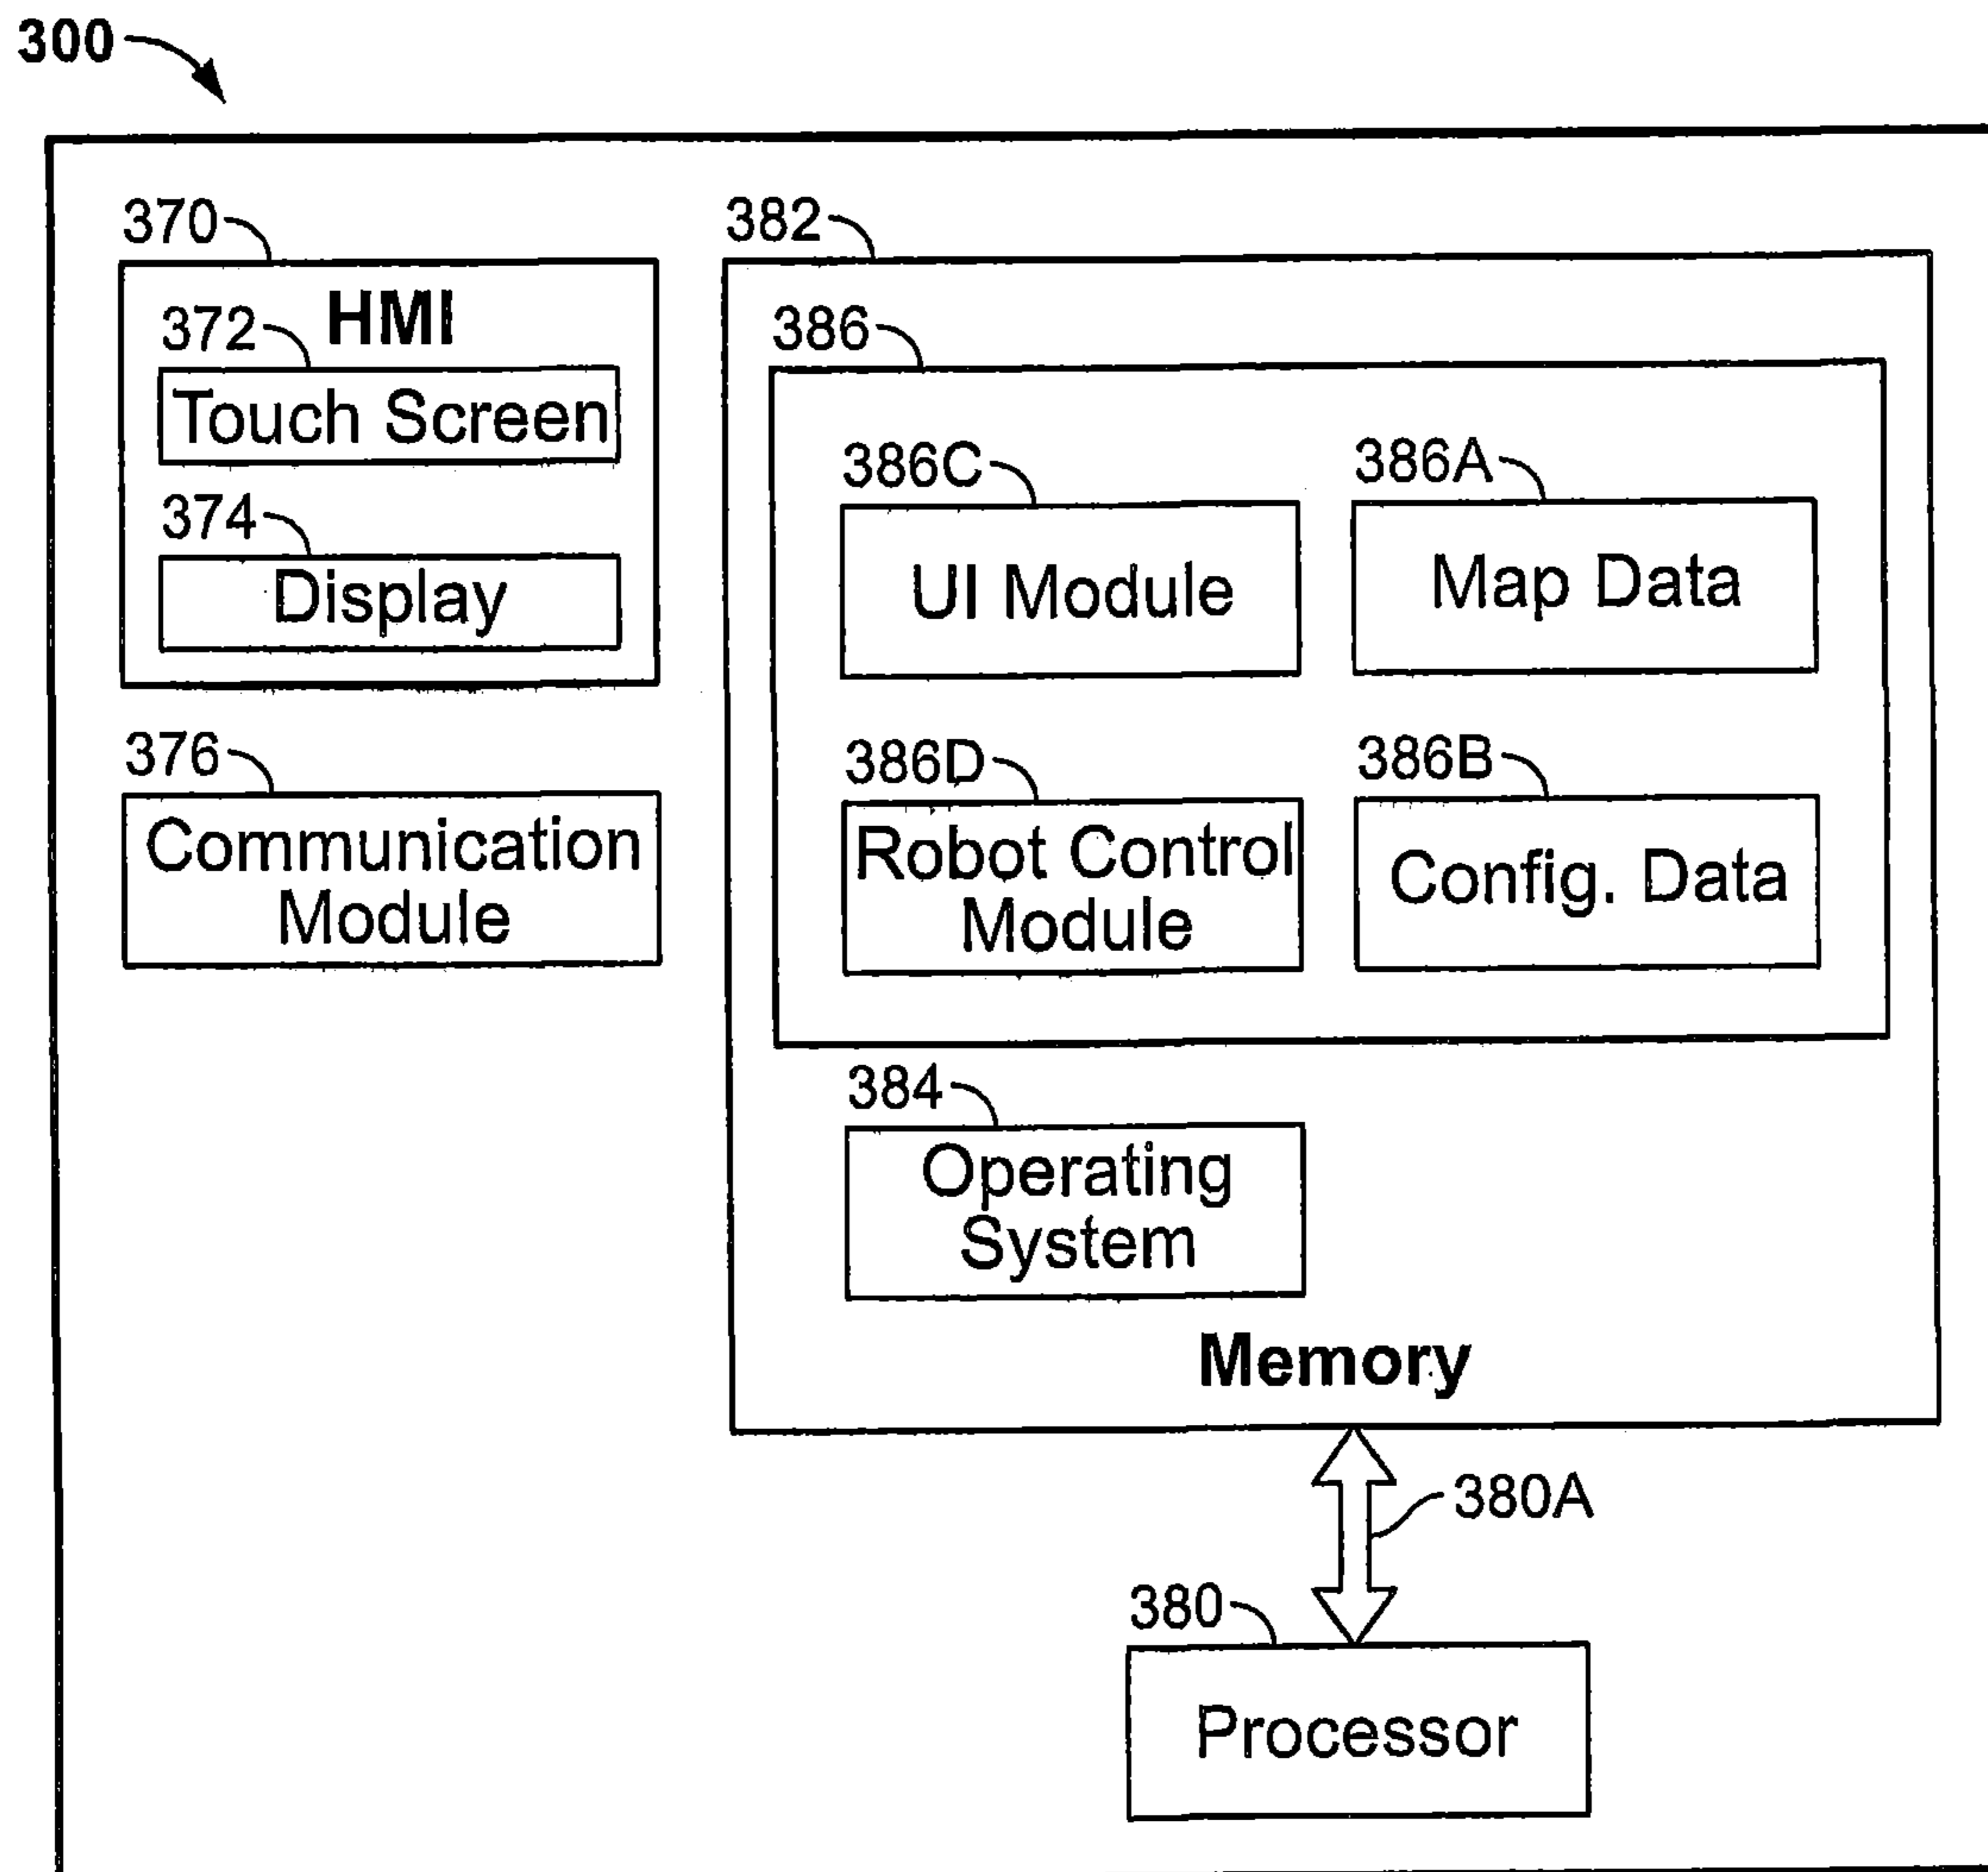 300
370
HMI
372
Touch Screen
374
Display
376
Communication
Module
382
386
386C
UI Module
386A
Map Data
386D
Robot Control
Module
386B
Config. Data
384
Operating
System
Memory
380A
380
Processor